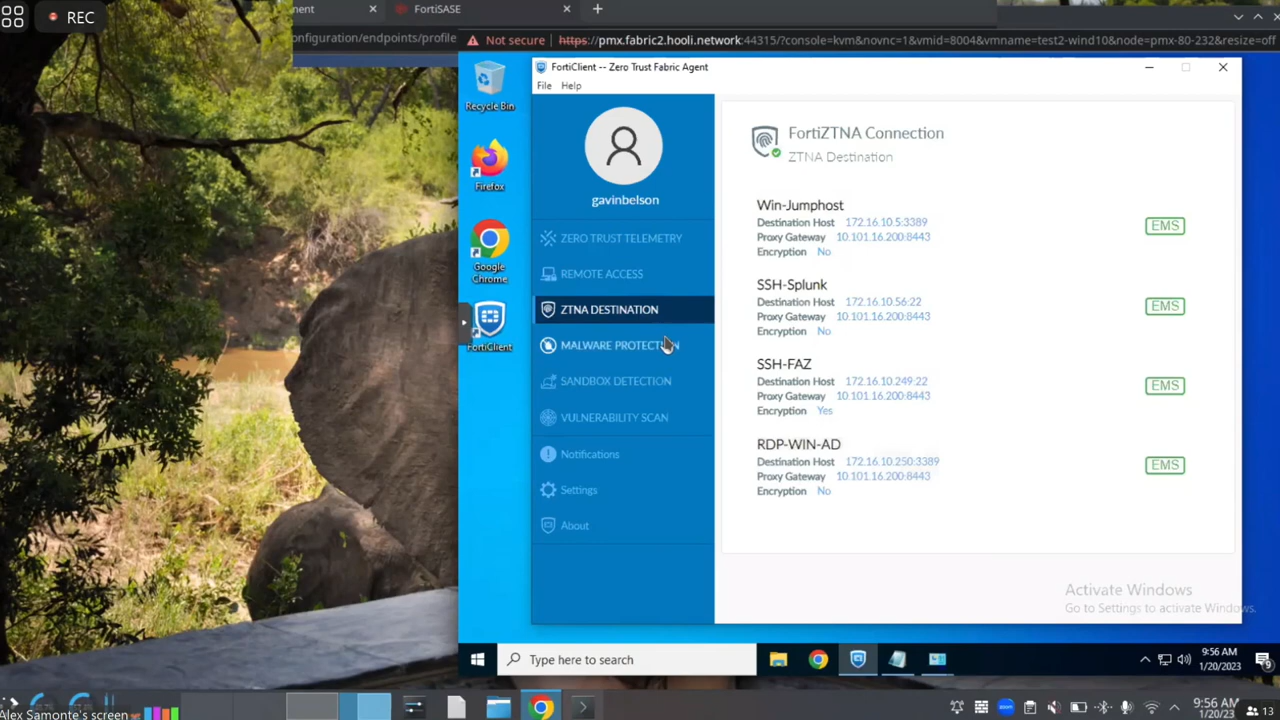 REC
nent
FortiSASE
onfiguration/endpoints/profile
Not secure https://pmx.fabric2.hooli.network:44315/?console=kvm&novnc=1&vmid=8004&vmname=test2-wind10&node=pmx-80-232&resize=off
Recycle Bin
Firefox
Google
Chrome
FortiClient
FortiClient -- Zero Trust Fabric Agent
File Help
gavinbelson
ZERO TRUST TELEMETRY
REMOTE ACCESS
ZTNA DESTINATION
MALWARE PROTECTION
SANDBOX DETECTION
VULNERABILITY SCAN
Notifications
Settings
About
FortiZTNA Connection
ZTNA Destination
Win-Jumphost
Destination Host 172.16.10.5:3389
Proxy Gateway 10.101.16.200:8443
Encryption No
EMS
SSH-Splunk
Destination Host 172.16.10.56:22
Proxy Gateway 10.101.16.200:8443
Encryption No
EMS
SSH-FAZ
Destination Host 172.16.10.249:22
Proxy Gateway 10.101.16.200:8443
Encryption Yes
EMS
RDP-WIN-AD
Destination Host 172.16.10.250:3389
Proxy Gateway 10.101.16.200:8443
Encryption No
EMS
Activate Windows
Go to Settings to activate Windows.
Type here to search
9:56 AM
1/20/2023
9
Alex Samonte's screen
9:56 AM
1/20/23
13